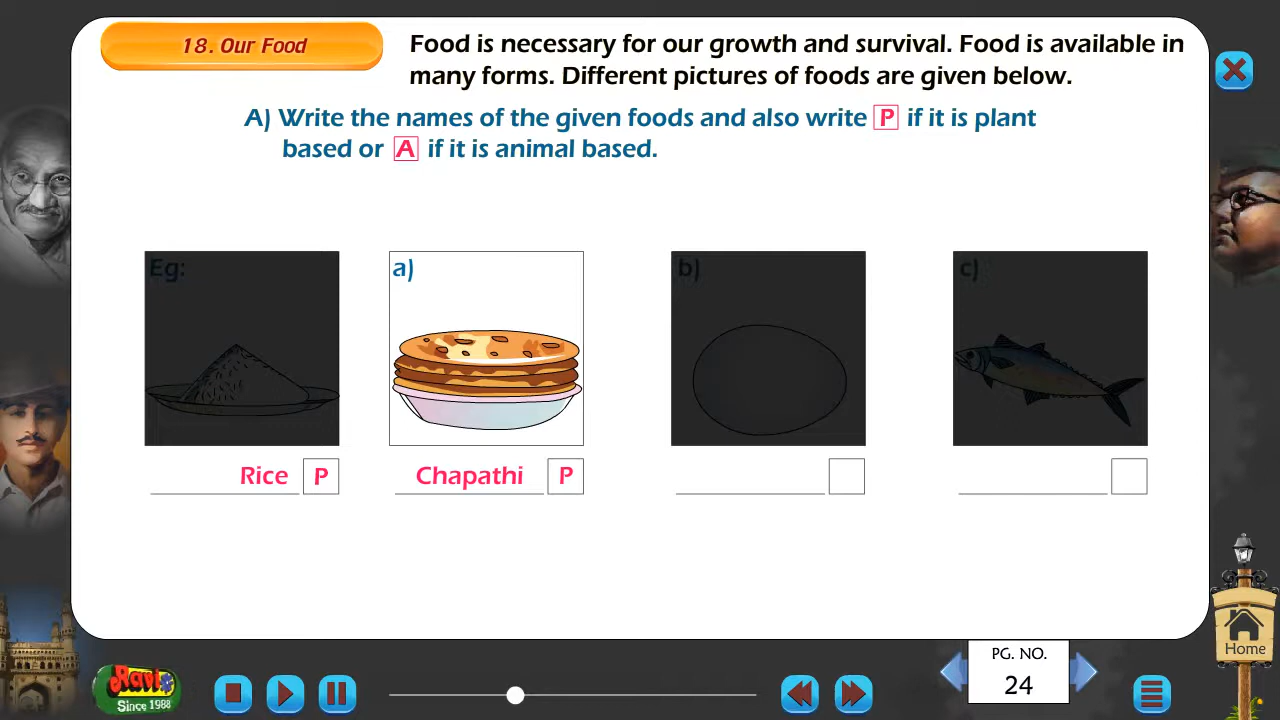 18. Our Food
Food is necessary for our growth and survival. Food is available in
many forms. Different pictures of foods are given below.
A) Write the names of the given foods and also write P if it is plant
based or A if it is animal based.
Eg:
a)
b)
c)
Rice P
Chapathi P
PG. NO.
24
Home
Ravi's
Since 1988